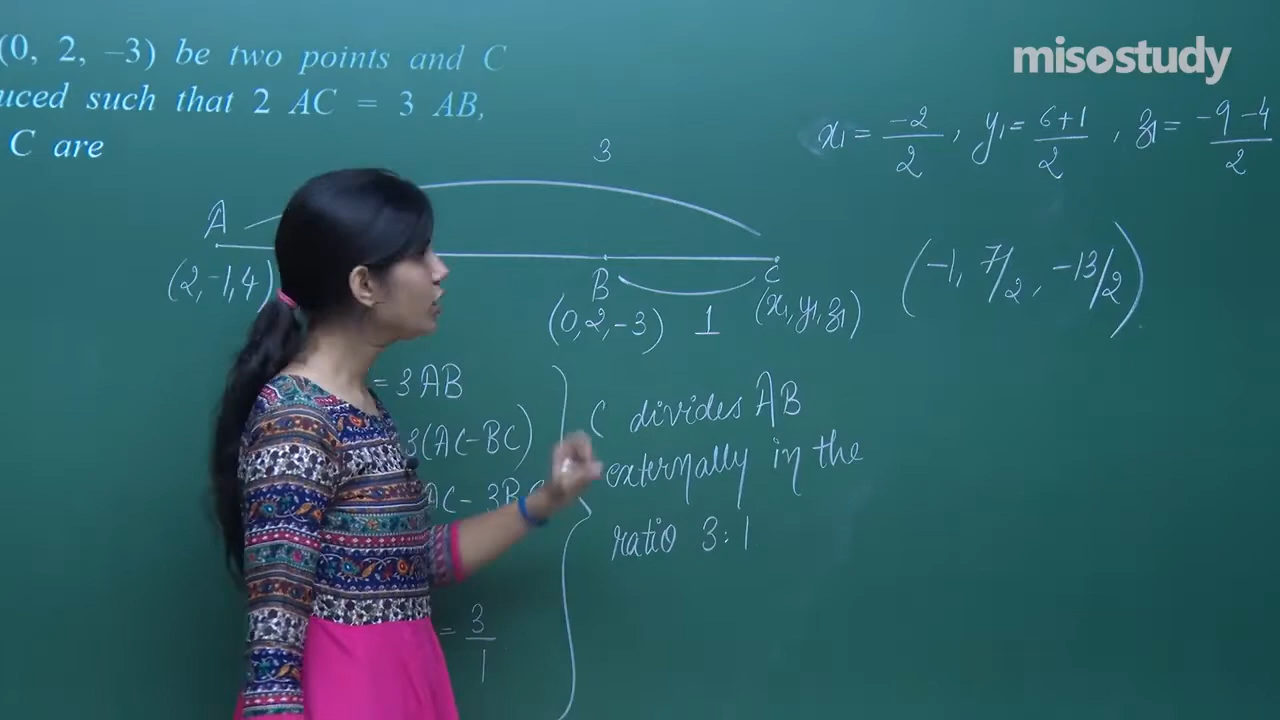 (0, 2, –3) be two points and C
uced such that 2 AC = 3 AB,
C are
misostudy
x₁ = -2/2, y₁ = 6+1/2, z₁ = -9-4/2
3
A
(2,-1,4)
B
C
(0,2,-3)
1
(x₁,y₁,z₁)
(-1, 7/2, -13/2)
= 3AB
3(AC-BC)
AC - 3BC
= 3/1
C divides AB
externally in the
ratio 3:1